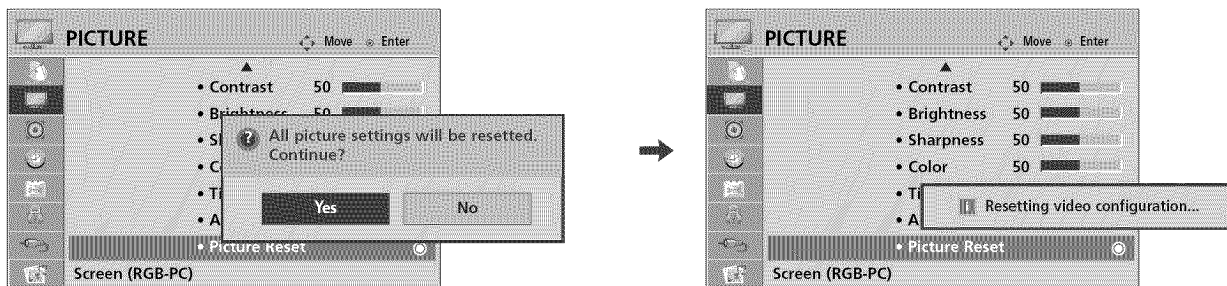 PICTURE
Move Enter
• Contrast 50
• Brightness 50
All picture settings will be resetted.
Continue?
Yes No
• Picture Reset
Screen (RGB-PC)
PICTURE
Move Enter
• Contrast 50
• Brightness 50
• Sharpness 50
• Color 50
• Ti
Resetting video configuration...
• A
• Picture Reset
Screen (RGB-PC)